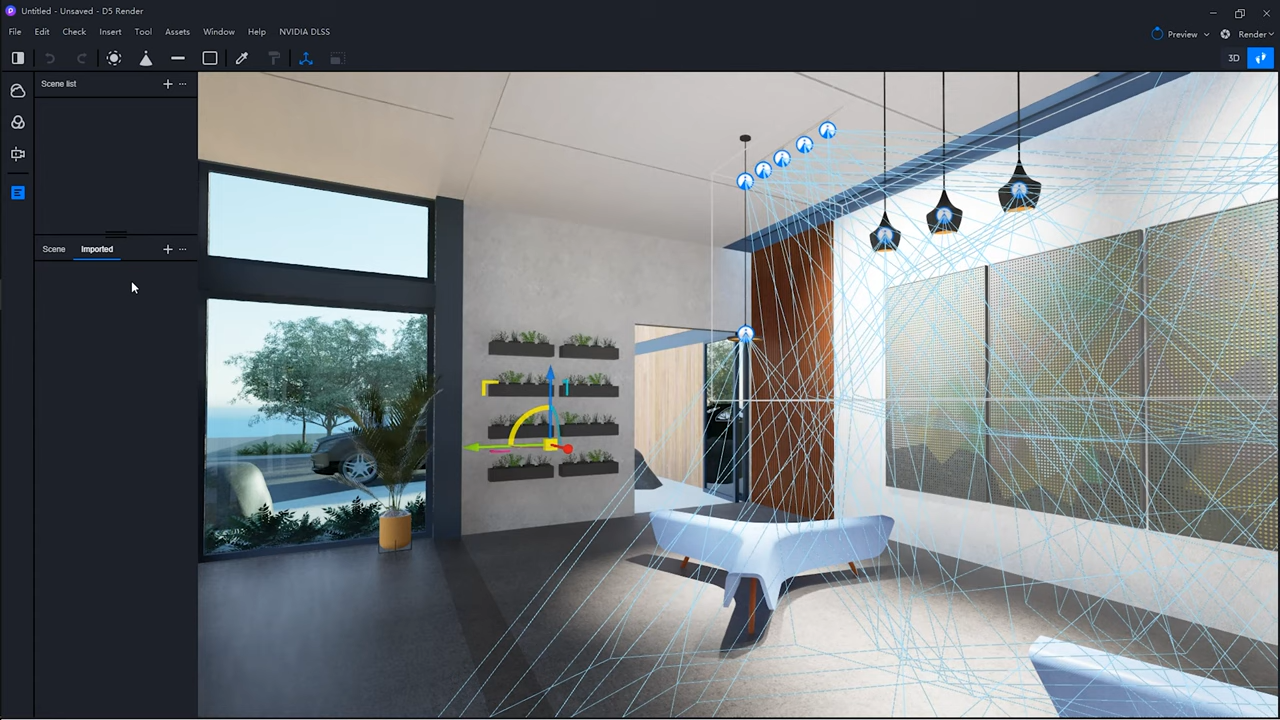 Untitled - Unsaved - D5 Render
File Edit Check Insert Tool Assets Window Help NVIDIA DLSS
Preview Render
3D
Scene list
Scene Imported